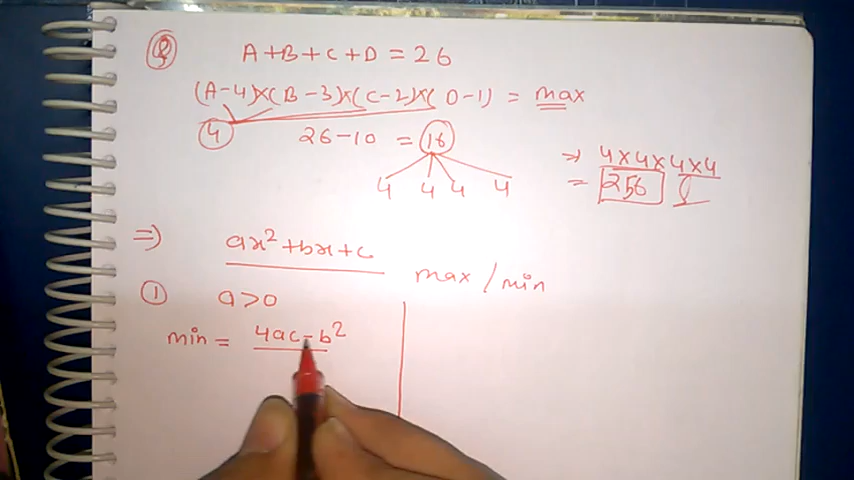 Q A+B+C+D = 26
(A-4)×(B-3)×(C-2)×(D-1) = max
4 26-10 = 16
4 4 4 4
⇒ 4×4×4×4
= 256
⇒) ax²+bx+c
max/min
① a>0
min = 4ac-b²